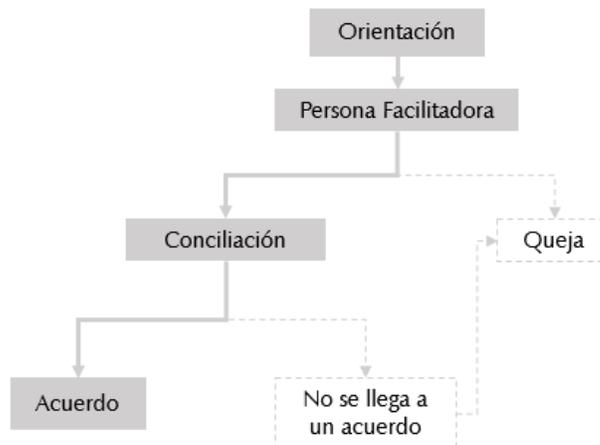 Orientación
Persona Facilitadora
Conciliación
Queja
Acuerdo
No se llega a
un acuerdo